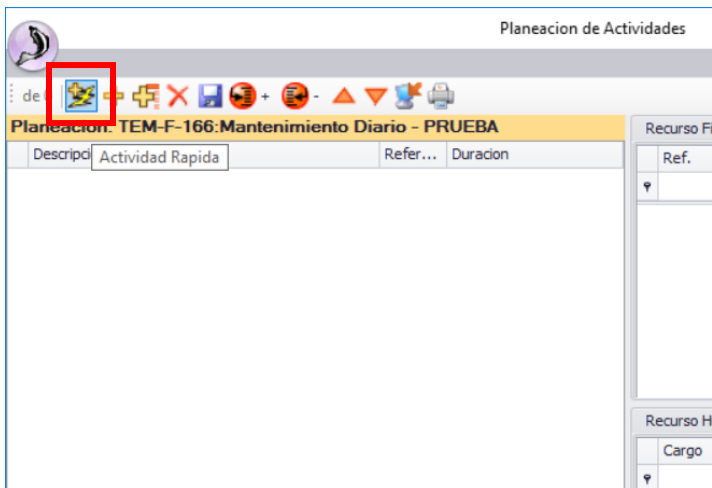 Planeacion de Actividades
de
Planeacion: TEM-F-166:Mantenimiento Diario - PRUEBA
Recurso Fi
Descripci
Actividad Rapida
Refer... Duracion
Ref.
Recurso H
Cargo